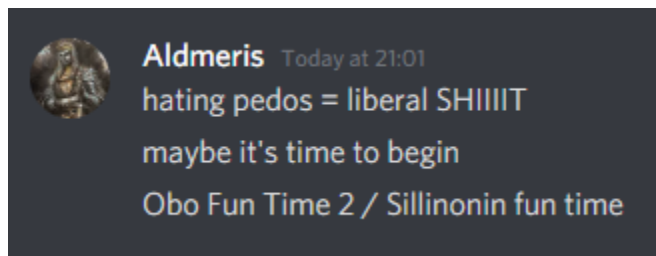 Aldmeris Today at 21:01
hating pedos = liberal SHIIIIT
maybe it's time to begin
Obo Fun Time 2 / Sillinonin fun time